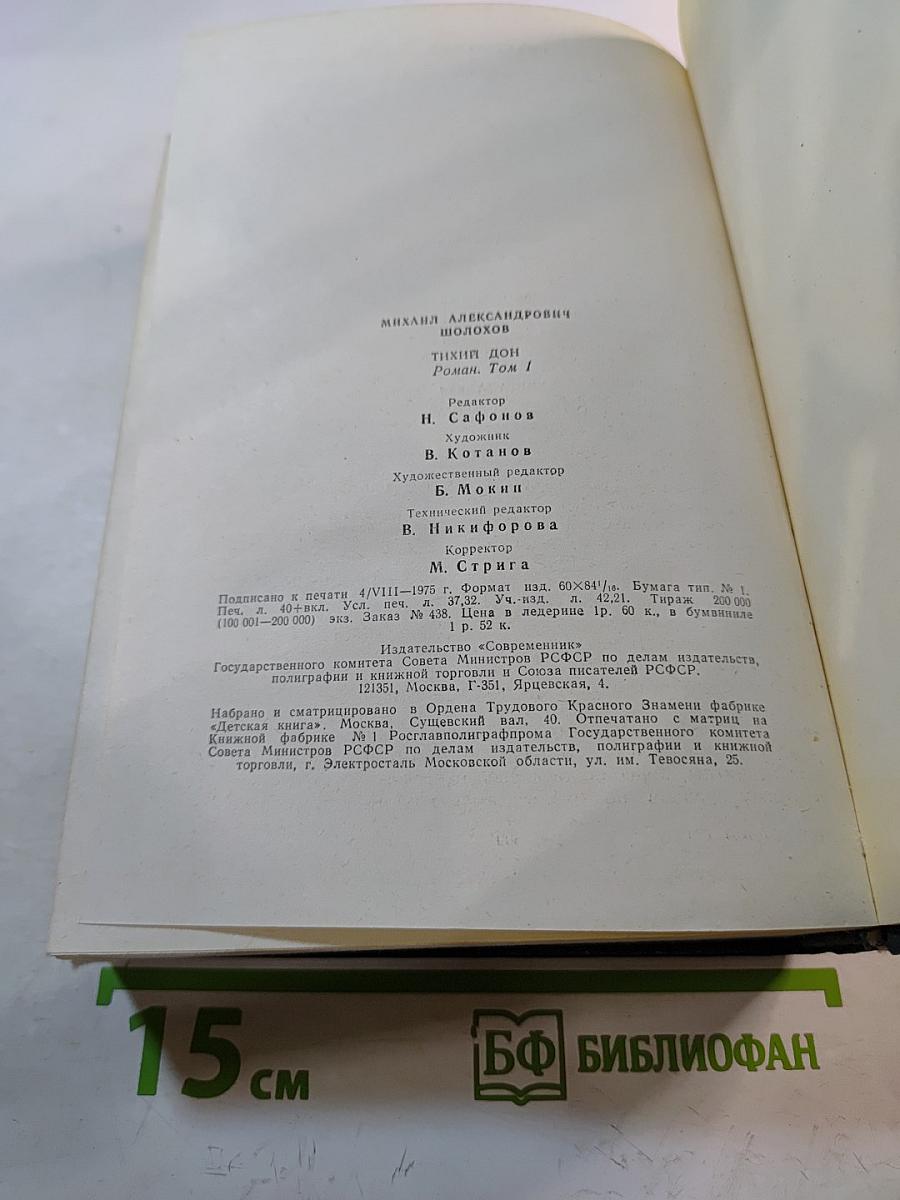 МИХАИЛ АЛЕКСАНДРОВИЧ
ШОЛОХОВ
ТИХИЙ ДОН
Роман. Том I
Редактор
Н. Сафонов
Художник
В. Котанов
Художественный редактор
Б. Мокин
Технический редактор
В. Никифорова
Корректор
М. Стрига
Подписано к печати 4/VIII—1975 г. Формат изд. 60×84¹/₁₆. Бумага тип. № 1.
Печ. л. 40+вкл. Усл. печ. л. 37,32. Уч.-изд. л. 42,21. Тираж 200 000
(100 001—200 000) экз. Заказ № 438. Цена в ледерине 1р. 60 к., в бумвиниле
1 р. 52 к.
Издательство «Современник»
Государственного комитета Совета Министров РСФСР по делам издательств,
полиграфии и книжной торговли и Союза писателей РСФСР.
121351, Москва, Г-351, Ярцевская, 4.
Набрано и сматрицировано в Ордена Трудового Красного Знамени фабрике
«Детская книга». Москва, Сущевский вал, 40. Отпечатано с матриц на
Книжной фабрике № 1 Росглавполиграфпрома Государственного комитета
Совета Министров РСФСР по делам издательств, полиграфии и книжной
торговли, г. Электросталь Московской области, ул. им. Тевосяна, 25.
15 см
БФ БИБЛИОФАН